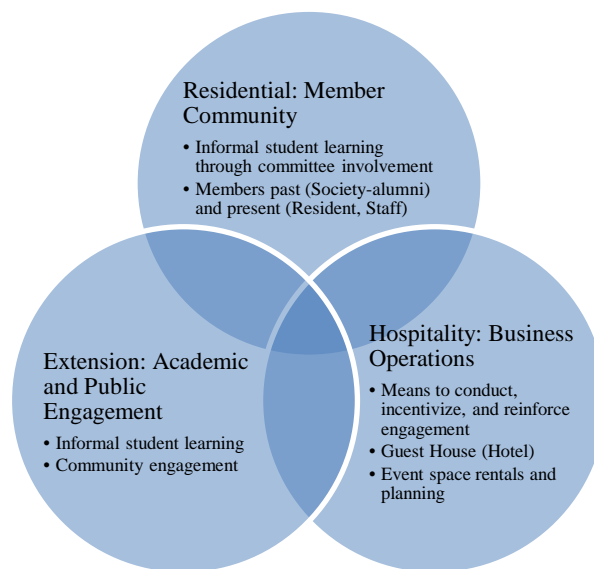 Residential: Member
Community
• Informal student learning
through committee involvement
• Members past (Society-alumni)
and present (Resident, Staff)
Extension: Academic
and Public
Engagement
• Informal student learning
• Community engagement
Hospitality: Business
Operations
• Means to conduct,
incentivize, and reinforce
engagement
• Guest House (Hotel)
• Event space rentals and
planning